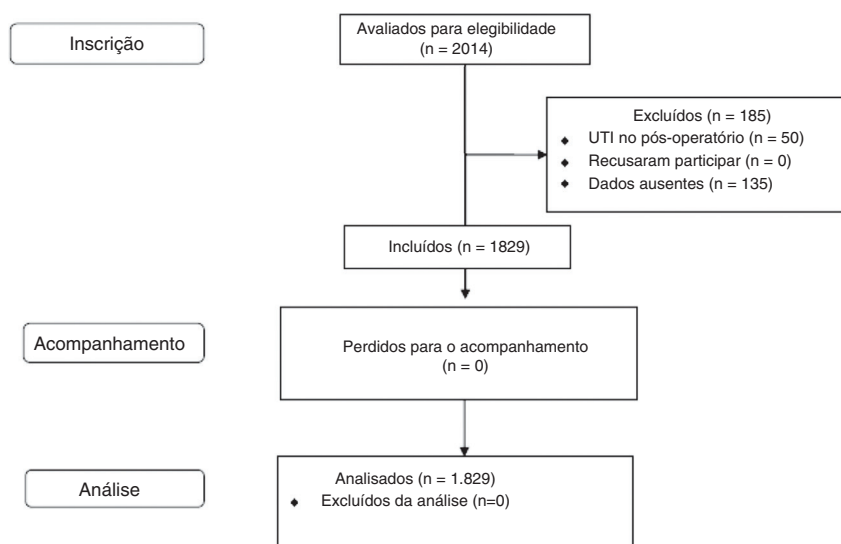 Inscrição
Avaliados para elegibilidade
(n = 2014)
Excluídos (n = 185)
◆ UTI no pós-operatório (n = 50)
◆ Recusaram participar (n = 0)
◆ Dados ausentes (n = 135)
Incluídos (n = 1829)
Acompanhamento
Perdidos para o acompanhamento
(n = 0)
Análise
Analisados (n = 1.829)
◆ Excluídos da análise (n=0)